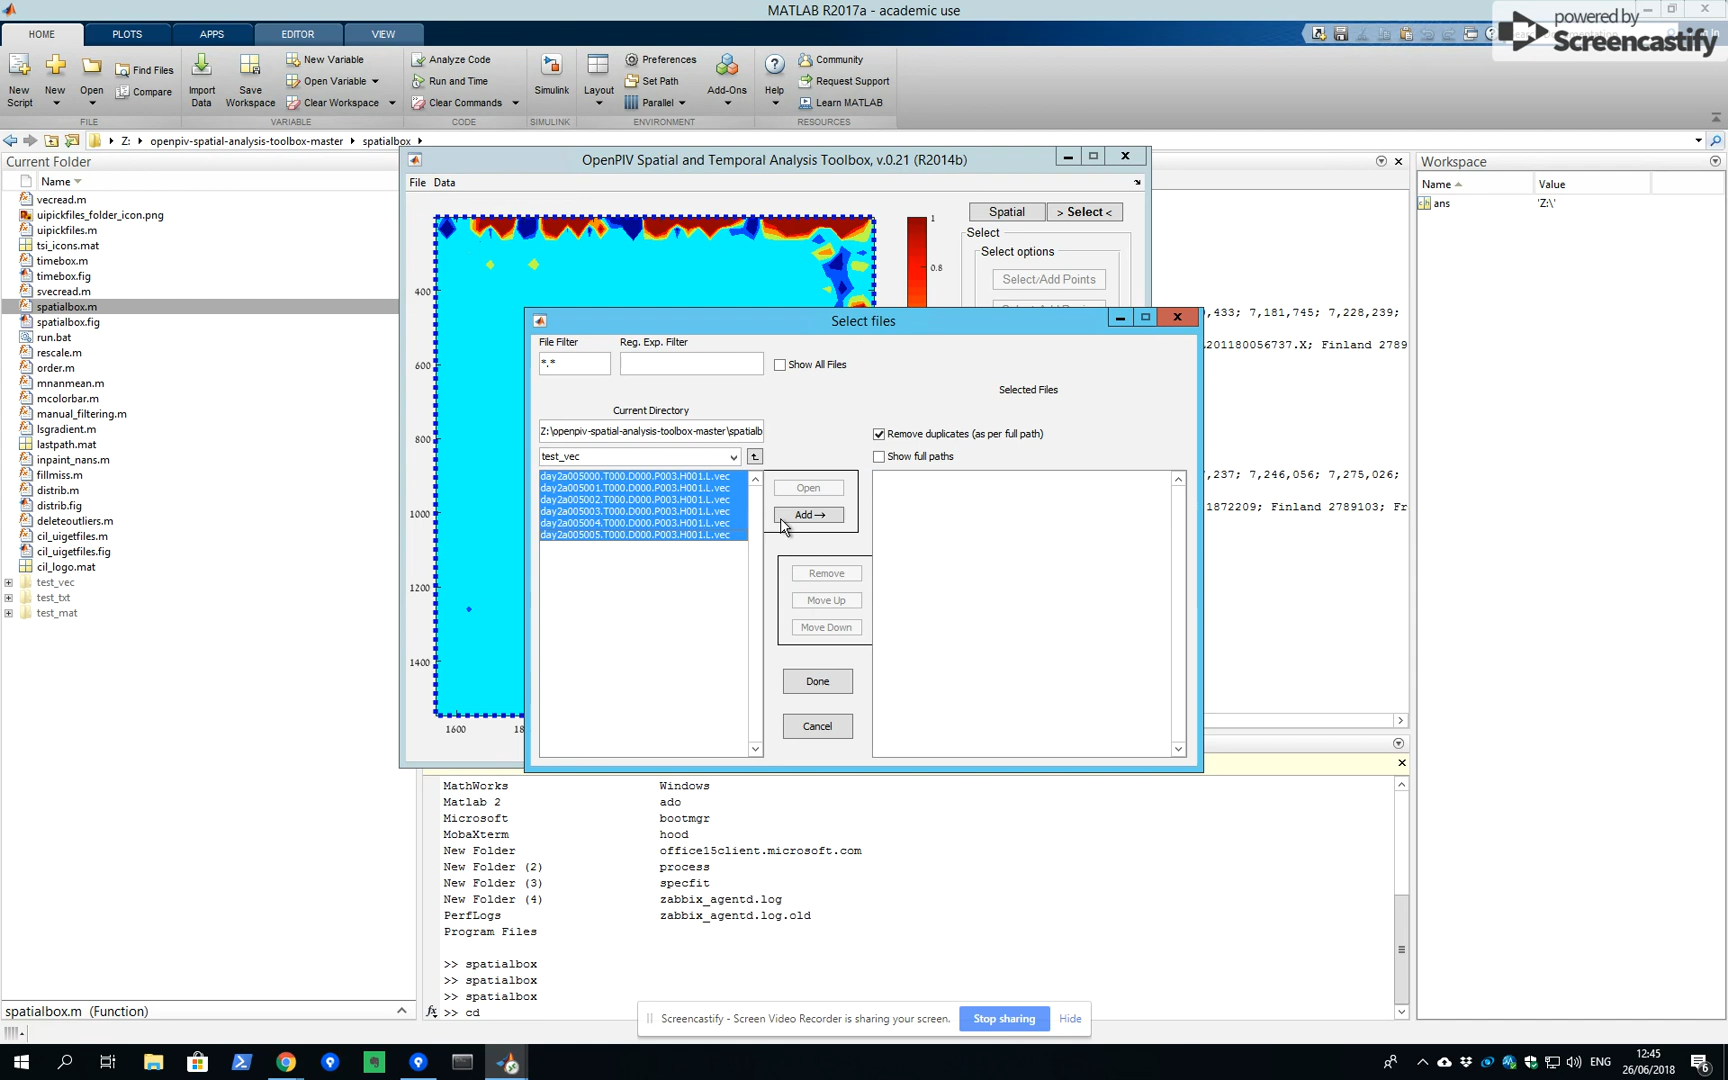 MATLAB R2017a - academic use
powered by
Screencastify
HOME PLOTS APPS EDITOR VIEW
New Script
New
Open
Find Files
Compare
Import Data
Save Workspace
New Variable
Open Variable
Clear Workspace
Analyze Code
Run and Time
Clear Commands
Simulink
Layout
Preferences
Set Path
Parallel
Add-Ons
Help
Community
Request Support
Learn MATLAB
FILE VARIABLE CODE SIMULINK ENVIRONMENT RESOURCES
Z: openpiv-spatial-analysis-toolbox-master spatialbox
Current Folder
Name
vecread.m
uipickfiles_folder_icon.png
uipickfiles.m
tsi_icons.mat
timebox.m
timebox.fig
svecread.m
spatialbox.m
spatialbox.fig
run.bat
rescale.m
order.m
mnanmean.m
mcolorbar.m
manual_filtering.m
lsgradient.m
lastpath.mat
inpaint_nans.m
fillmiss.m
distrib.m
distrib.fig
deleteoutliers.m
cil_uigetfiles.m
cil_uigetfiles.fig
cil_logo.mat
test_vec
test_txt
test_mat
spatialbox.m (Function)
OpenPIV Spatial and Temporal Analysis Toolbox, v.0.21 (R2014b)
File Data
Spatial > Select <
Select
Select options
Select/Add Points
1
0.8
400
600
800
1000
1200
1400
1600
18
Select files
File Filter
*.*
Reg. Exp. Filter
Show All Files
Selected Files
Current Directory
Z:\openpiv-spatial-analysis-toolbox-master\spatialb
test_vec
Remove duplicates (as per full path)
Show full paths
day2a005000.T000.D000.P003.H001.L.vec
day2a005001.T000.D000.P003.H001.L.vec
day2a005002.T000.D000.P003.H001.L.vec
day2a005003.T000.D000.P003.H001.L.vec
day2a005004.T000.D000.P003.H001.L.vec
day2a005005.T000.D000.P003.H001.L.vec
Open
Add→
Remove
Move Up
Move Down
Done
Cancel
,433; 7,181,745; 7,228,239;
201180056737.X; Finland 2789
,237; 7,246,056; 7,275,026;
1872209; Finland 2789103; Fr
Workspace
Name Value
ans 'Z:\'
MathWorks Windows
Matlab 2 ado
Microsoft bootmgr
MobaXterm hood
New Folder office15client.microsoft.com
New Folder (2) process
New Folder (3) specfit
New Folder (4) zabbix_agentd.log
PerfLogs zabbix_agentd.log.old
Program Files
>> spatialbox
>> spatialbox
>> spatialbox
fx >> cd
Screencastify - Screen Video Recorder is sharing your screen. Stop sharing Hide
ENG
12:45
26/06/2018
6